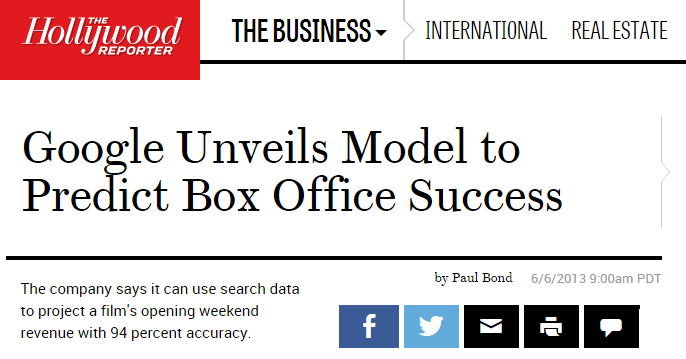 THE
Hollywood
REPORTER
THE BUSINESS INTERNATIONAL REAL ESTATE
Google Unveils Model to
Predict Box Office Success
by Paul Bond 6/6/2013 9:00am PDT
The company says it can use search data
to project a film's opening weekend
revenue with 94 percent accuracy.